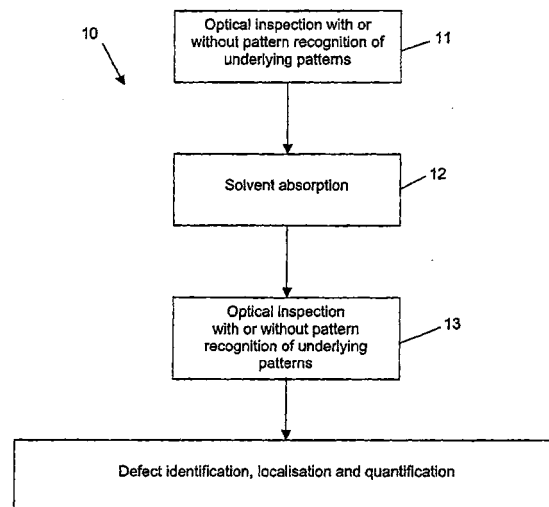 10
Optical inspection with or
without pattern recognition of
underlying patterns
11
Solvent absorption
12
Optical inspection
with or without pattern
recognition of underlying
patterns
13
Defect identification, localisation and quantification